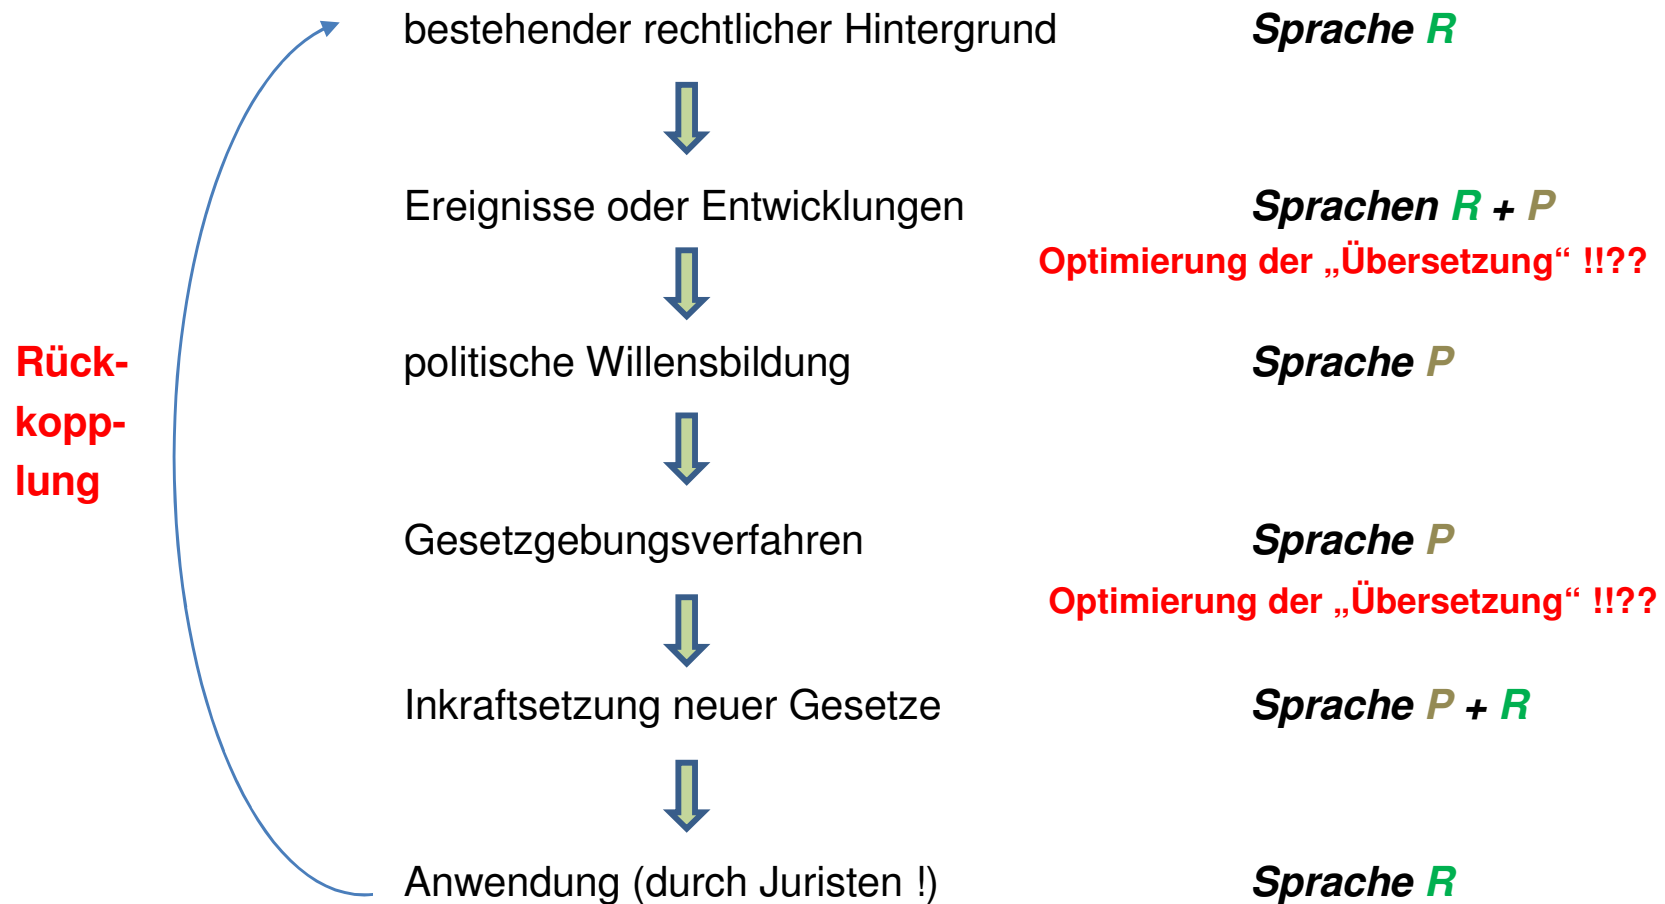 bestehender rechtlicher Hintergrund Sprache R
Ereignisse oder Entwicklungen Sprachen R + P
Optimierung der „Übersetzung“ !!??
politische Willensbildung Sprache P
Rück-
kopp-
lung
Gesetzgebungsverfahren Sprache P
Optimierung der „Übersetzung“ !!??
Inkraftsetzung neuer Gesetze Sprache P + R
Anwendung (durch Juristen !) Sprache R